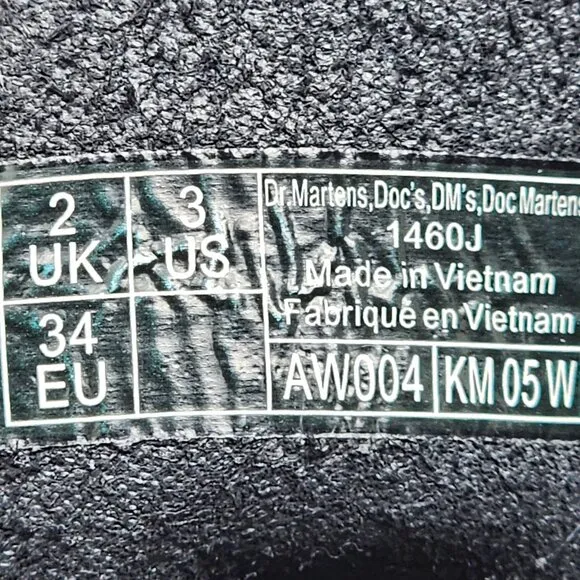 2
UK
3
US
34
EU
Dr.Martens,Doc's,DM's,Doc Martens
1460J
Made in Vietnam
Fabriqué en Vietnam
AW004
KM 05 W